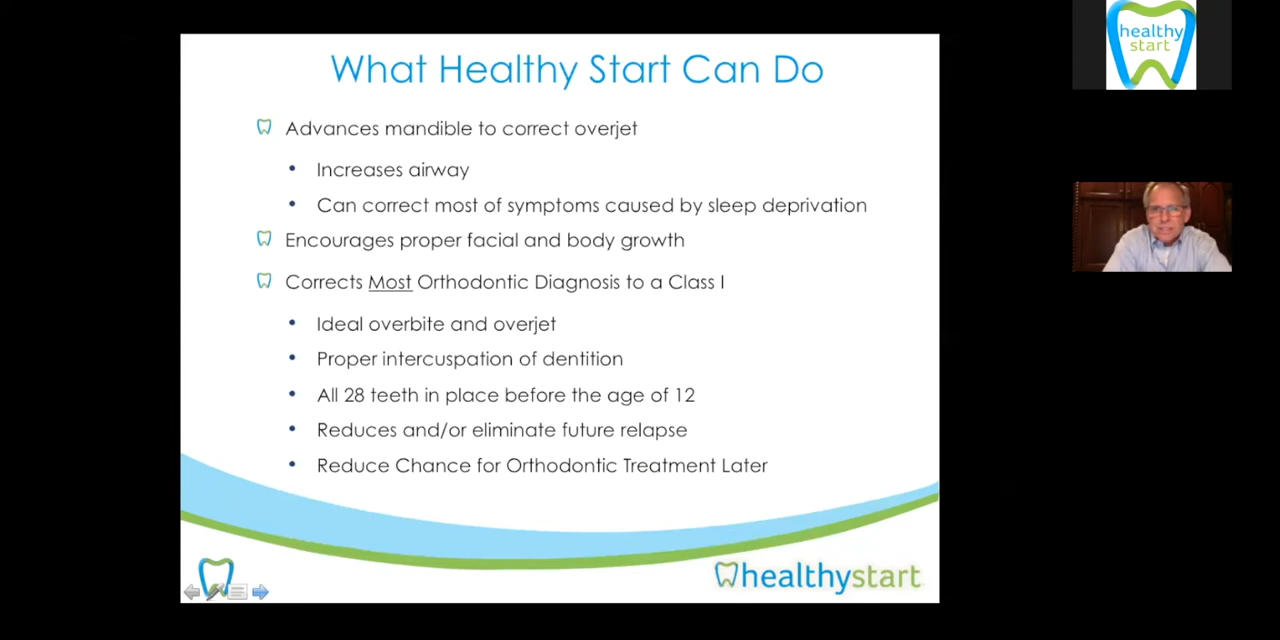 What Healthy Start Can Do
Advances mandible to correct overjet
Increases airway
Can correct most of symptoms caused by sleep deprivation
Encourages proper facial and body growth
Corrects Most Orthodontic Diagnosis to a Class I
Ideal overbite and overjet
Proper intercuspation of dentition
All 28 teeth in place before the age of 12
Reduces and/or eliminate future relapse
Reduce Chance for Orthodontic Treatment Later
healthystart
healthy
start